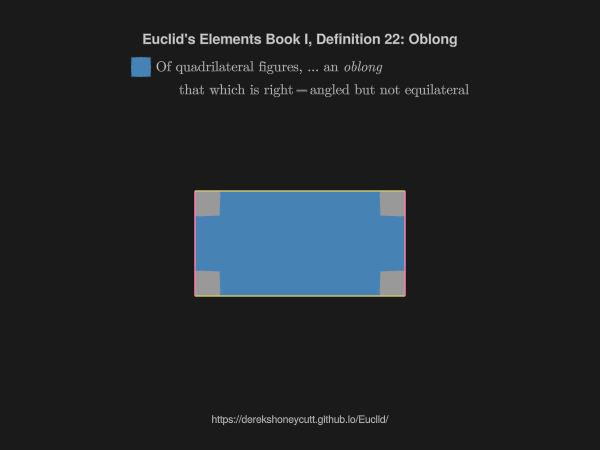 Euclid's Elements Book I, Definition 22: Oblong
Of quadrilateral figures, ... an oblong
that which is right-angled but not equilateral
https://derekshoneycutt.github.io/Euclid/